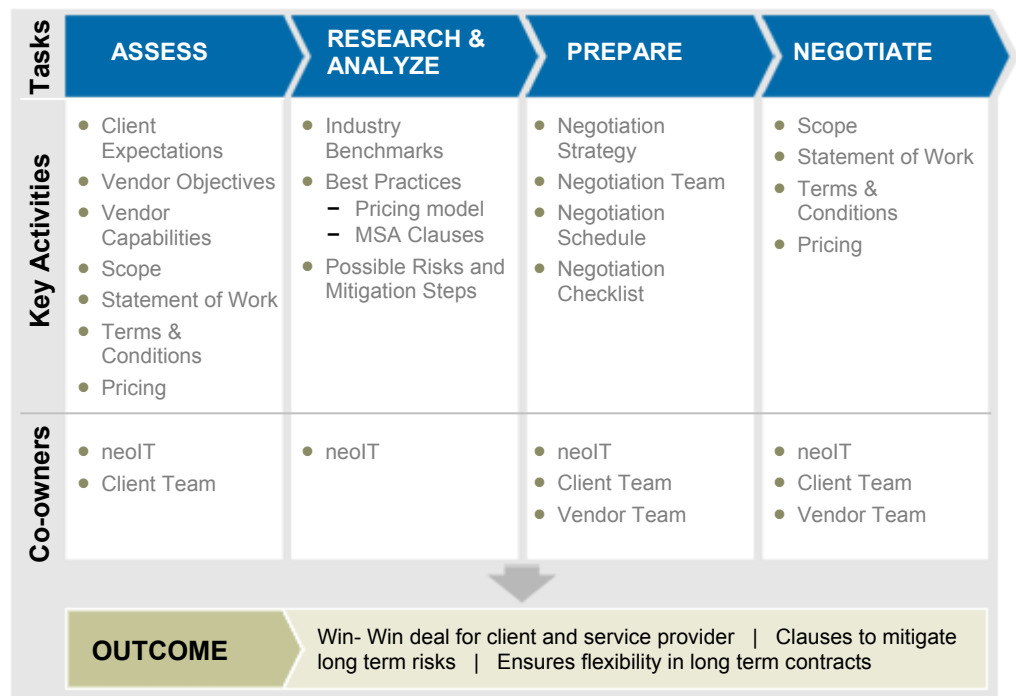 Tasks
ASSESS
RESEARCH &
ANALYZE
PREPARE
NEGOTIATE
Key Activities
Client
Expectations
Vendor Objectives
Vendor
Capabilities
Scope
Statement of Work
Terms &
Conditions
Pricing
Industry
Benchmarks
Best Practices
– Pricing model
– MSA Clauses
Possible Risks and
Mitigation Steps
Negotiation
Strategy
Negotiation Team
Negotiation
Schedule
Negotiation
Checklist
Scope
Statement of Work
Terms &
Conditions
Pricing
Co-owners
neoIT
Client Team
neoIT
neoIT
Client Team
Vendor Team
neoIT
Client Team
Vendor Team
OUTCOME
Win- Win deal for client and service provider | Clauses to mitigate
long term risks | Ensures flexibility in long term contracts